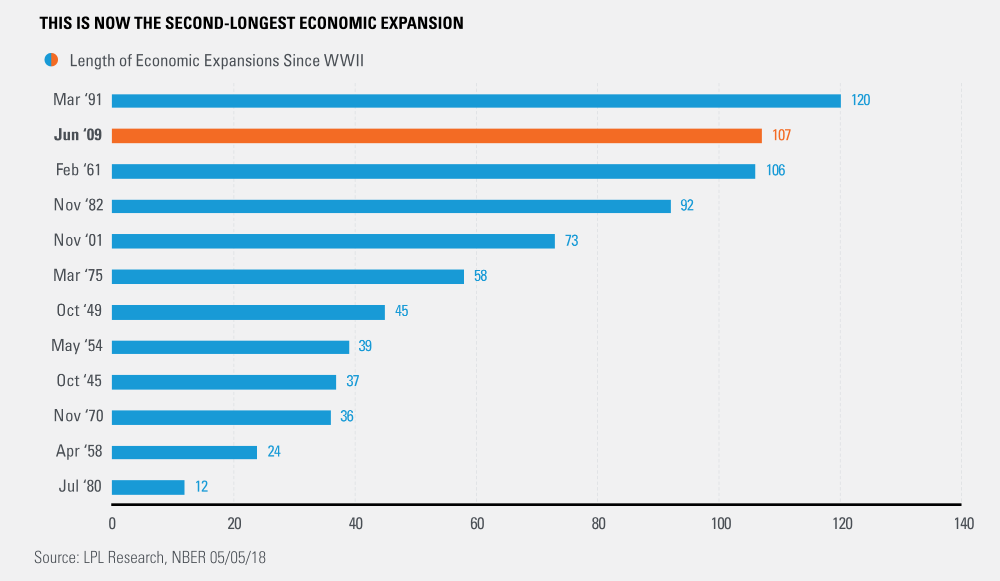 THIS IS NOW THE SECOND-LONGEST ECONOMIC EXPANSION
Length of Economic Expansions Since WWII
Mar ‘91 120
Jun ‘09 107
Feb ‘61 106
Nov ‘82 92
Nov ‘01 73
Mar ‘75 58
Oct ‘49 45
May ‘54 39
Oct ‘45 37
Nov ‘70 36
Apr ‘58 24
Jul ‘80 12
0 20 40 60 80 100 120 140
Source: LPL Research, NBER 05/05/18